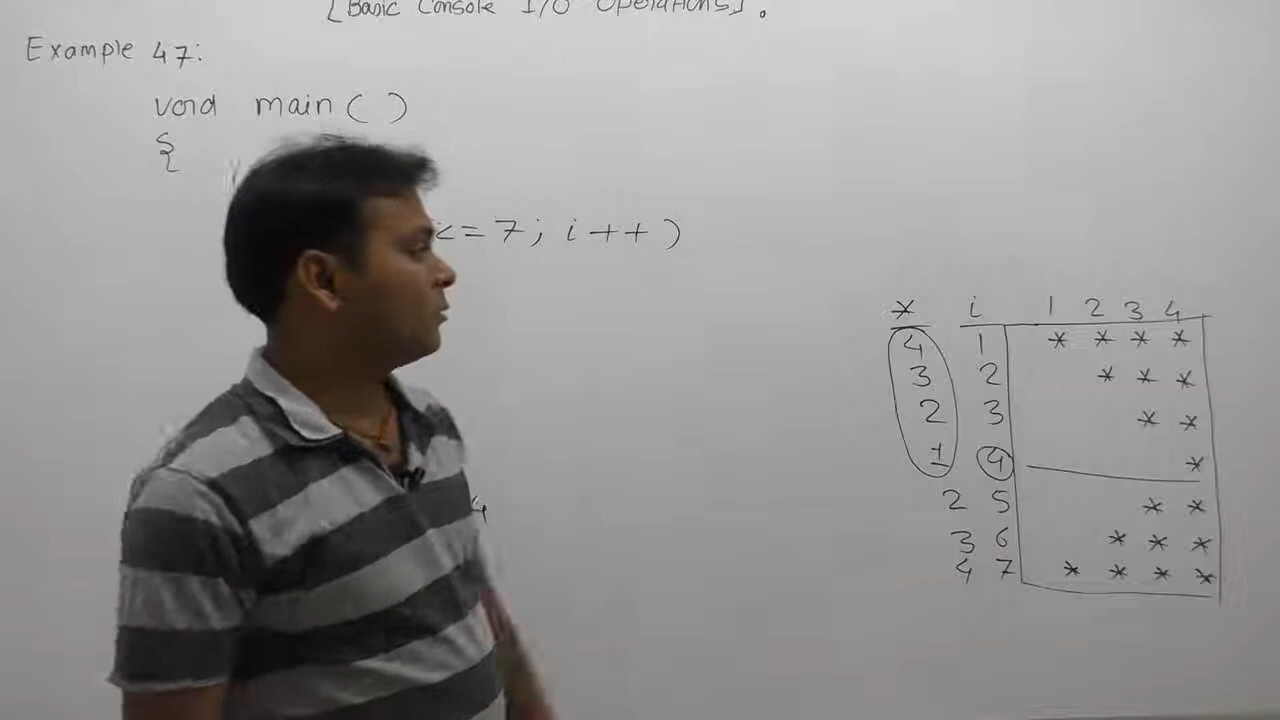 [Basic Console I/O Operations].
Example 47:
void main( )
{
<= 7; i++)
* i 1 2 3 4
4 1 * * * *
3 2 * * *
2 3 * *
1 4 *
2 5 * *
3 6 * * *
4 7 * * * *